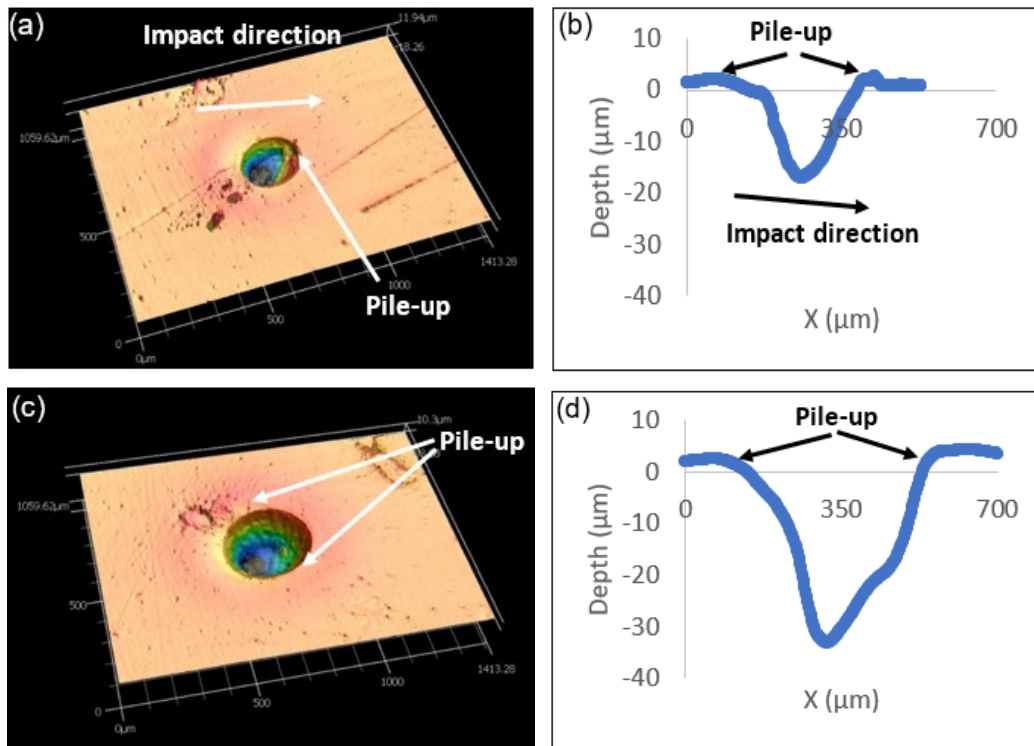 (a)
Impact direction
11.94μm
-18.26
1059.62μm
500
Pile-up
1413.28
1000
500
0
0μm
(b)
10
Pile-up
0
0
350
700
-10
-20
Impact direction
-30
-40
Depth (μm)
X (μm)
(c)
10.3μm
Pile-up
1059.62μm
500
1413.28
1000
500
0
0μm
(d)
10
Pile-up
0
0
350
700
-10
-20
-30
-40
Depth (μm)
X (μm)